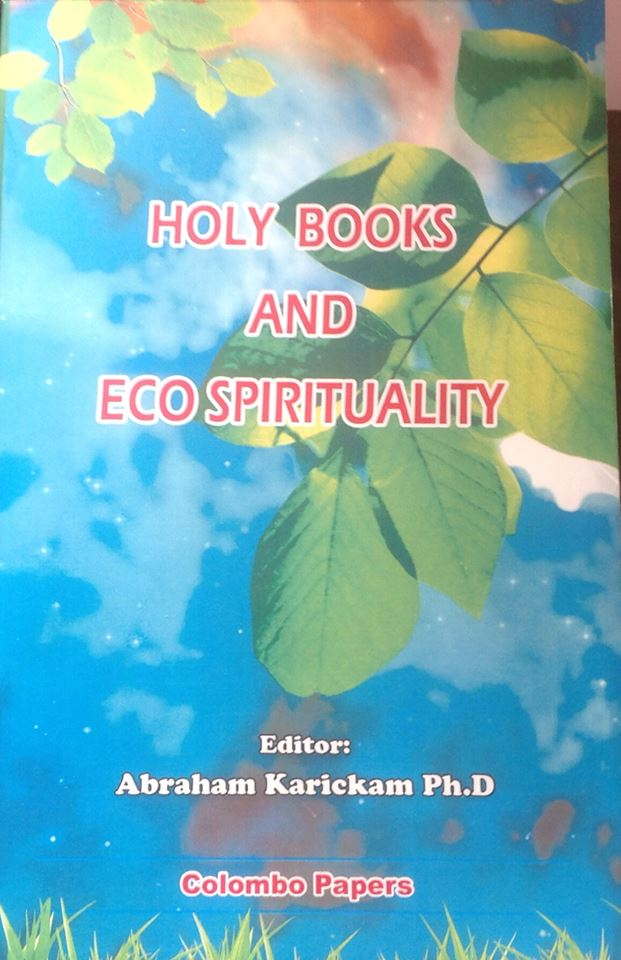 HOLY BOOKS
AND
ECO SPIRITUALITY
Editor:
Abraham Karickam Ph.D
Colombo Papers